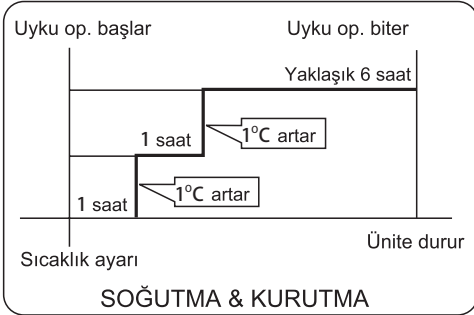 Uyku op. başlar
Uyku op. biter
Yaklaşık 6 saat
1 saat
1°C artar
1 saat
1°C artar
Sıcaklık ayarı
Ünite durur
SOĞUTMA & KURUTMA